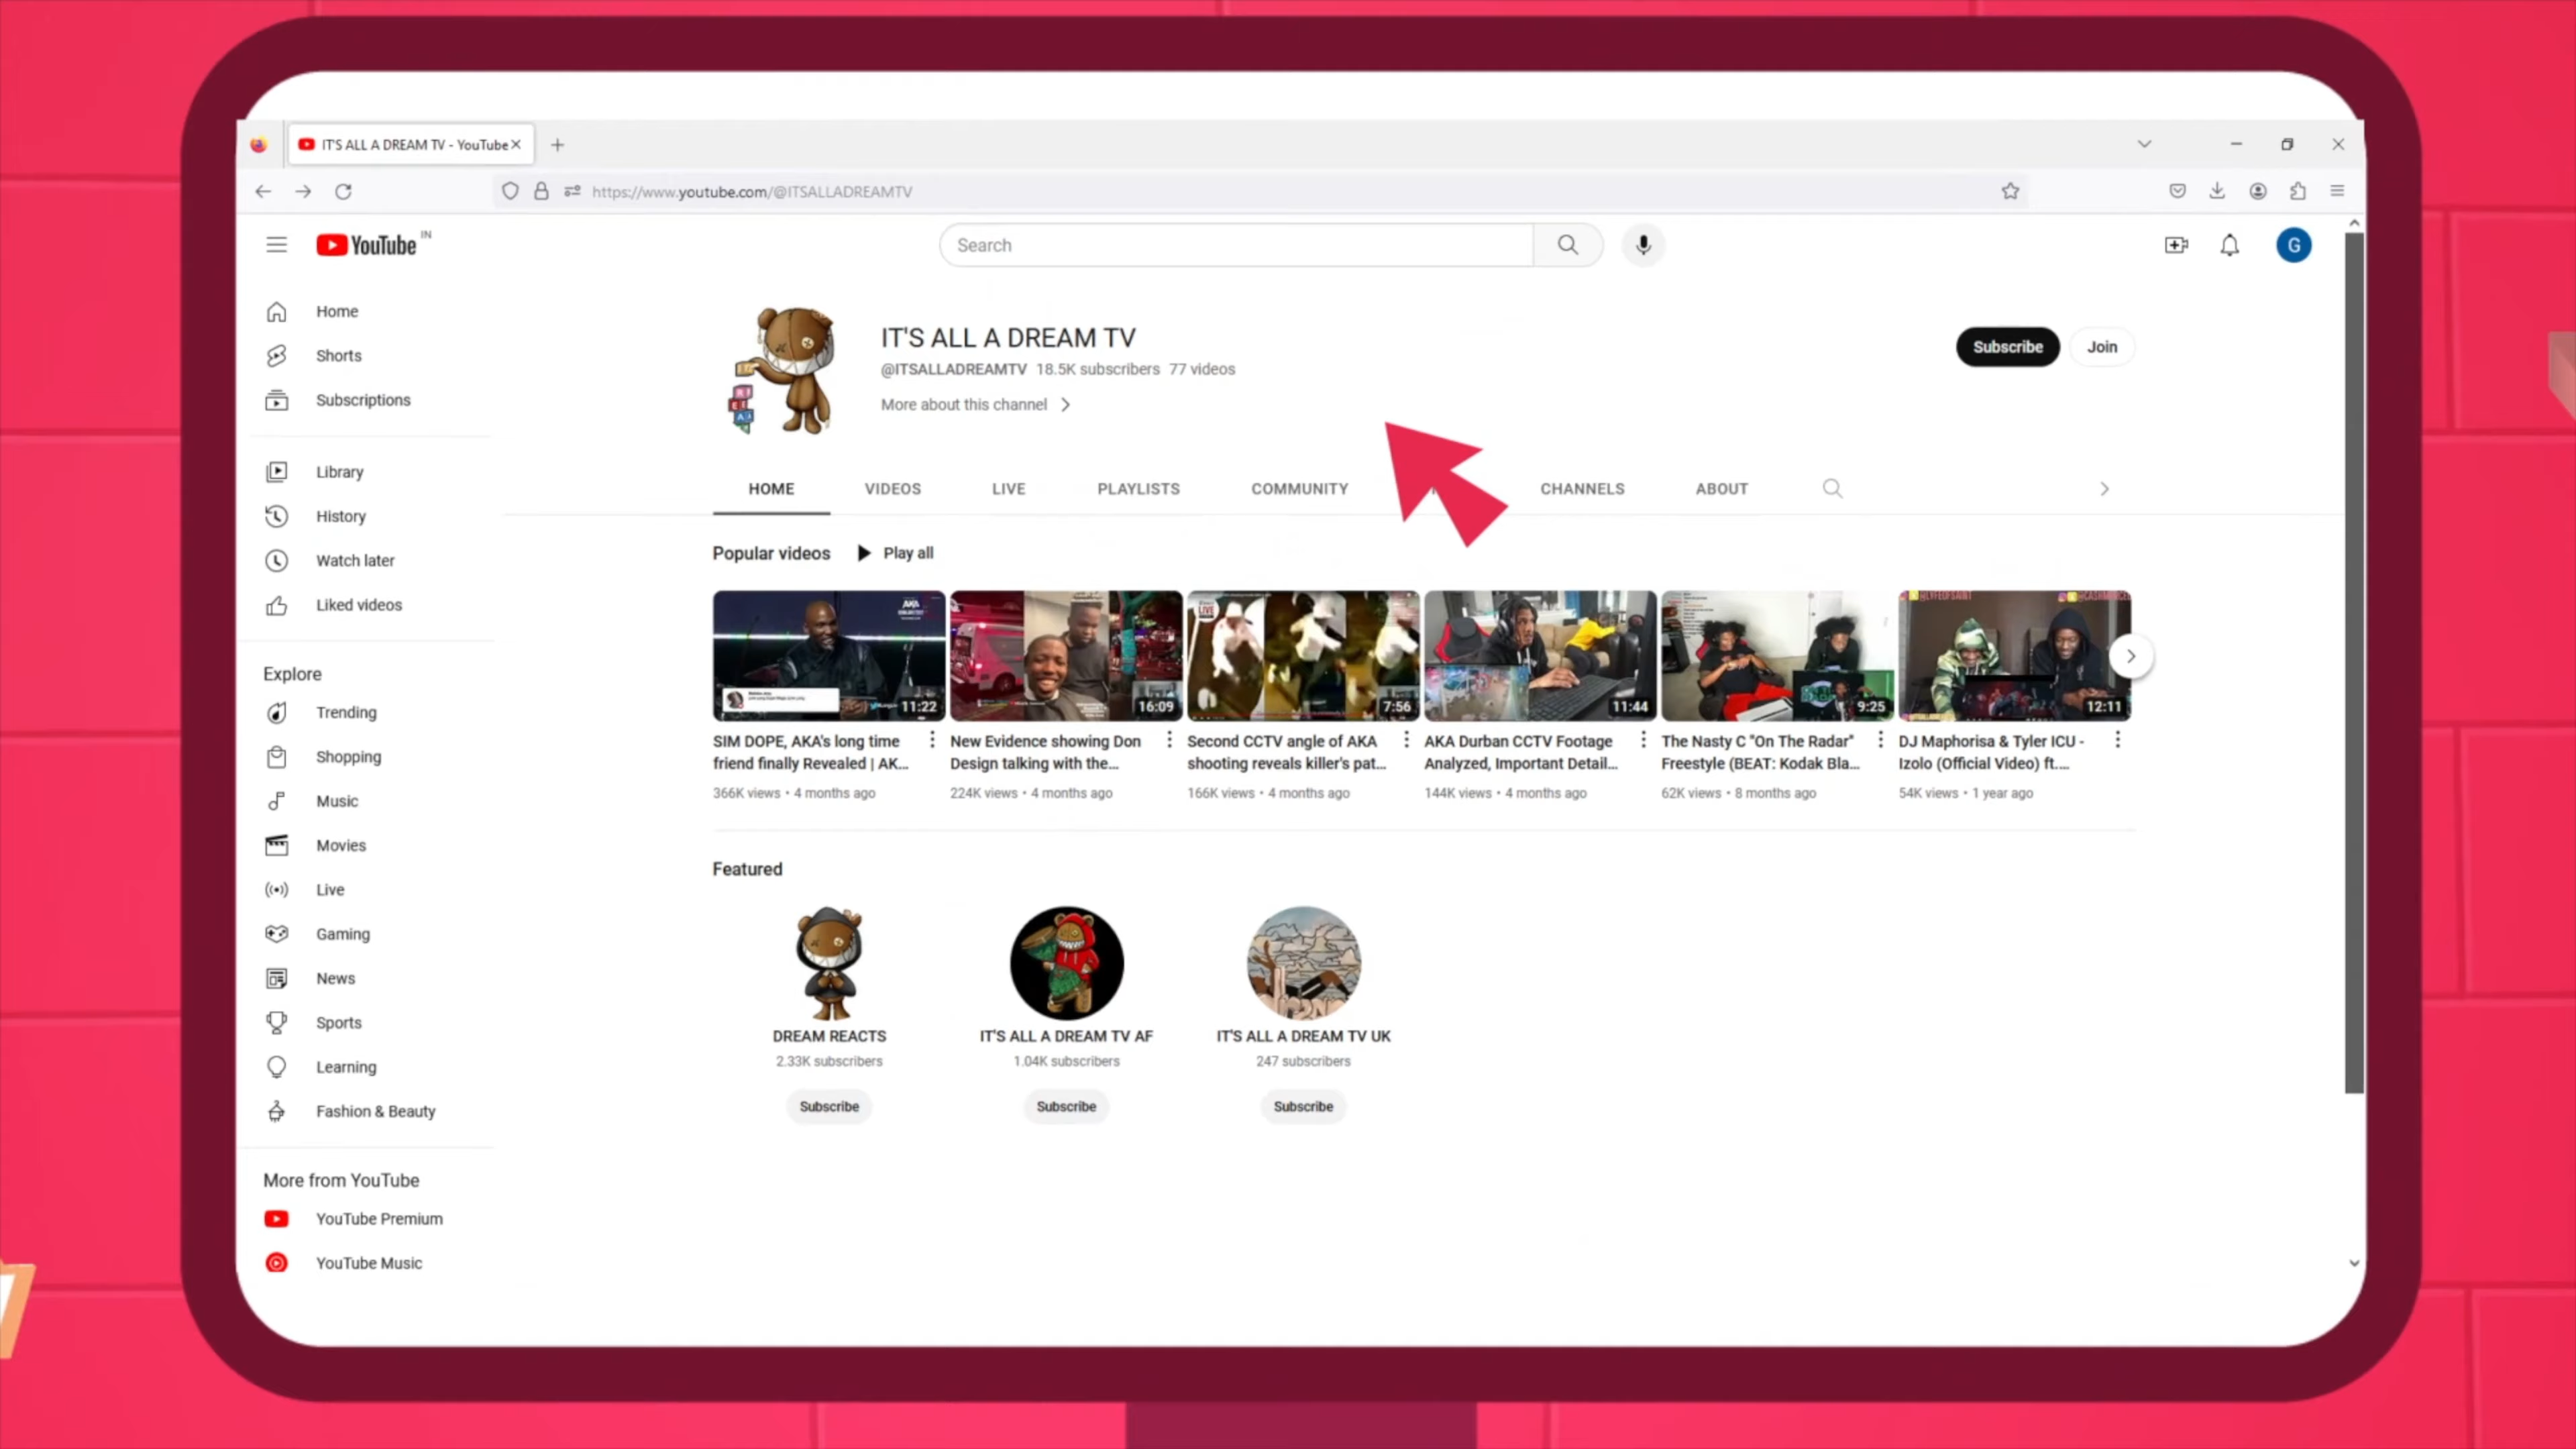 IT'S ALL A DREAM TV - YouTube
https://www.youtube.com/@ITSALLADREAMTV
YouTube IN
Search
G
Home
Shorts
Subscriptions
Library
History
Watch later
Liked videos
Explore
Trending
Shopping
Music
Movies
Live
Gaming
News
Sports
Learning
Fashion & Beauty
More from YouTube
YouTube Premium
YouTube Music
IT'S ALL A DREAM TV
@ITSALLADREAMTV 18.5K subscribers 77 videos
More about this channel
Subscribe
Join
HOME VIDEOS LIVE PLAYLISTS COMMUNITY CHANNELS ABOUT
Popular videos Play all
AKA
11:22
SIM DOPE, AKA's long time
friend finally Revealed | AK...
366K views • 4 months ago
16:09
New Evidence showing Don
Design talking with the...
224K views • 4 months ago
LIVE
7:56
Second CCTV angle of AKA
shooting reveals killer's pat...
166K views • 4 months ago
11:44
AKA Durban CCTV Footage
Analyzed, Important Detail...
144K views • 4 months ago
9:25
The Nasty C "On The Radar"
Freestyle (BEAT: Kodak Bla...
62K views • 8 months ago
@LYFEOFSAINT
12:11
DJ Maphorisa & Tyler ICU -
Izolo (Official Video) ft....
54K views • 1 year ago
Featured
DREAM REACTS
2.33K subscribers
Subscribe
IT'S ALL A DREAM TV AF
1.04K subscribers
Subscribe
IT'S ALL A DREAM TV UK
247 subscribers
Subscribe